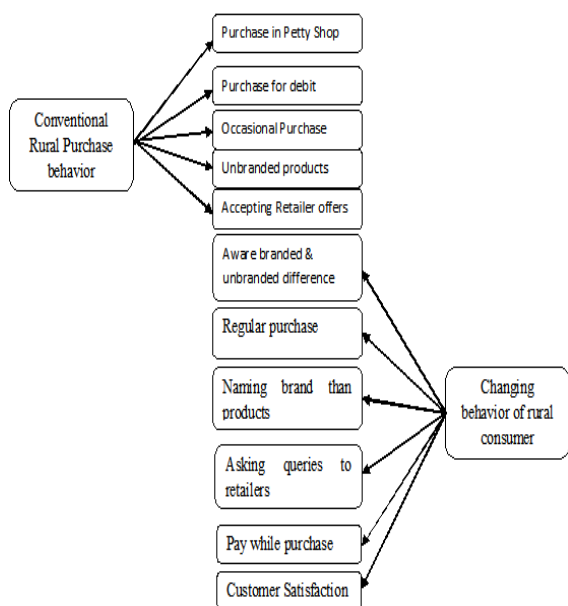 Purchase in Petty Shop
Purchase for debit
Conventional
Rural Purchase
behavior
Occasional Purchase
Unbranded products
Accepting Retailer offers
Aware branded &
unbranded difference
Regular purchase
Naming brand than
products
Changing
behavior of rural
consumer
Asking queries to
retailers
Pay while purchase
Customer Satisfaction